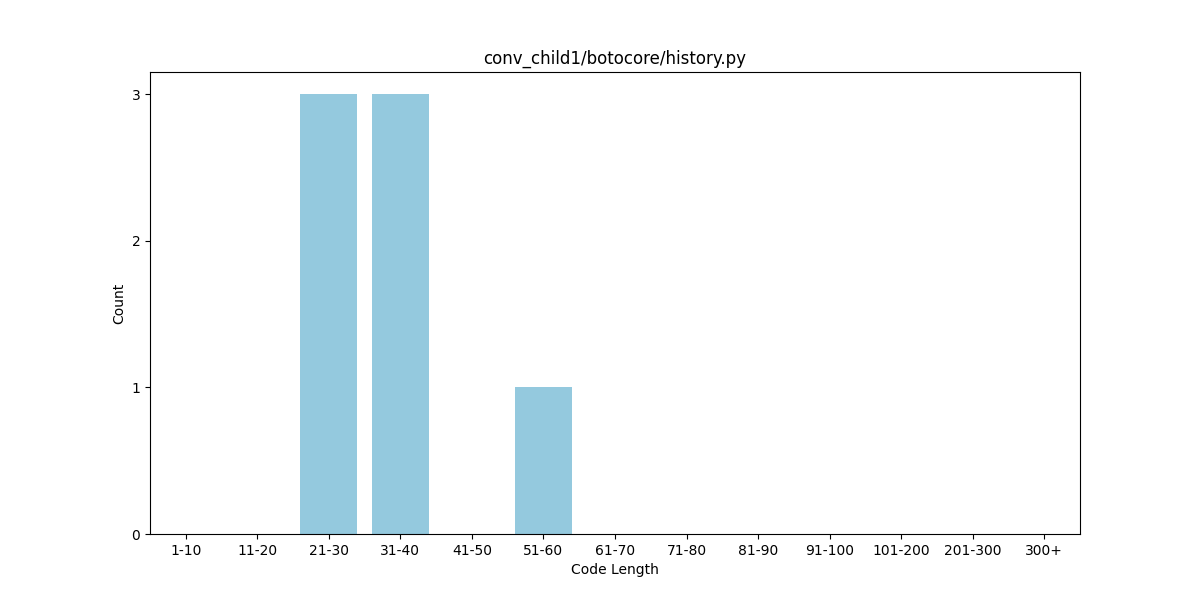 conv_child1/botocore/history.py
3
2
1
0
Count
1-10 11-20 21-30 31-40 41-50 51-60 61-70 71-80 81-90 91-100 101-200 201-300 300+
Code Length